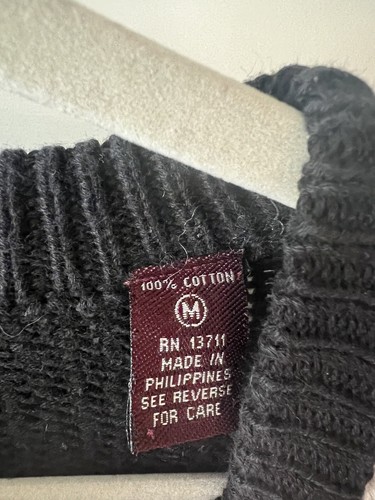 100% COTTON
M
RN 13711
MADE IN
PHILIPPINES
SEE REVERSE
FOR CARE